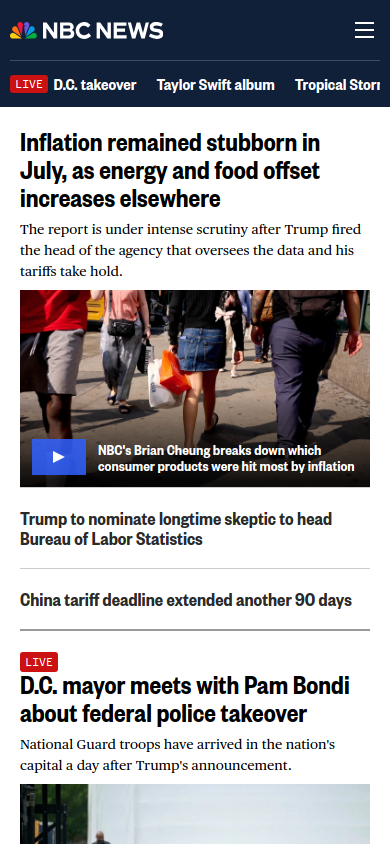 NBC NEWS
LIVE D.C. takeover Taylor Swift album Tropical
Inflation remained stubborn in
July, as energy and food offset
increases elsewhere
The report is under intense scrutiny after Trump fired
the head of the agency that oversees the data and his
tariffs take hold.
NBC's Brian Cheung breaks down which
consumer products were hit most by inflation
Trump to nominate longtime skeptic to head
Bureau of Labor Statistics
China tariff deadline extended another 90 days
LIVE
D.C. mayor meets with Pam Bondi
about federal police takeover
National Guard troops have arrived in the nation's
capital a day after Trump's announcement.